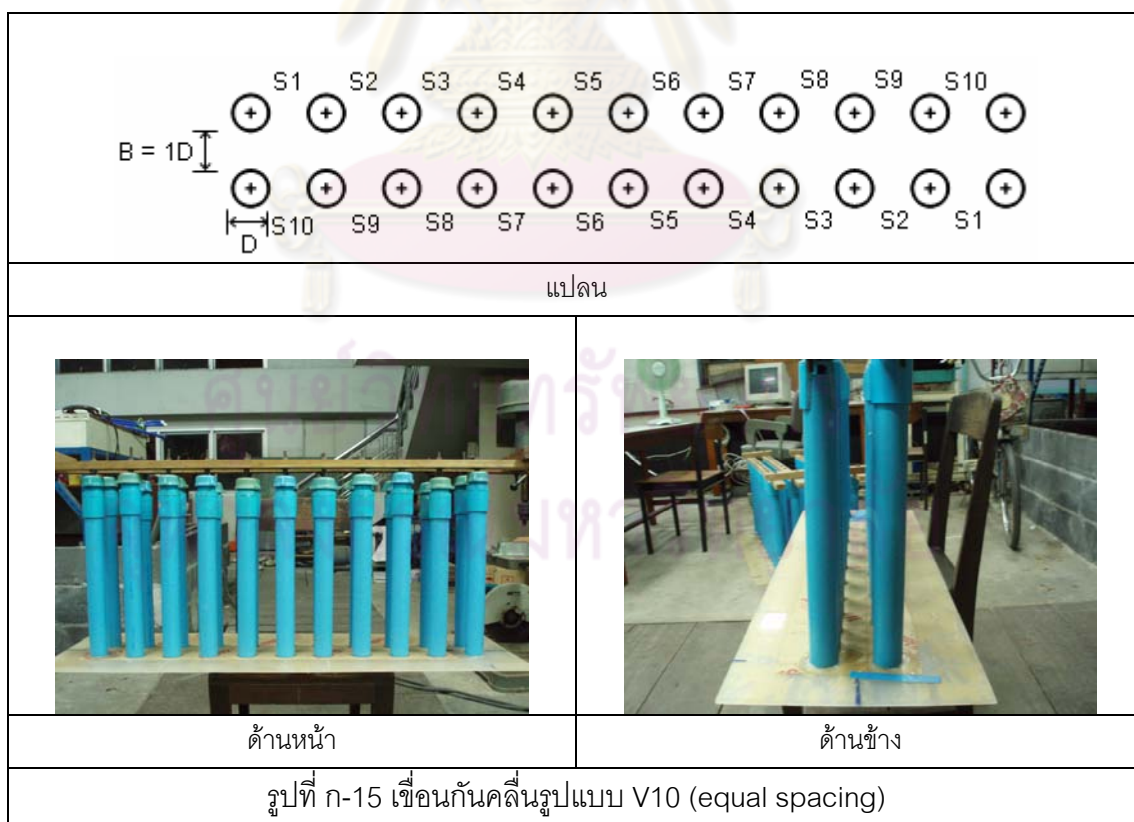 S1 S2 S3 S4 S5 S6 S7 S8 S9 S10
B = 1D
S10 S9 S8 S7 S6 S5 S4 S3 S2 S1
D
แปลน
ด้านหน้า
ด้านข้าง
รูปที่ ก-15 เขื่อนกันคลื่นรูปแบบ V10 (equal spacing)